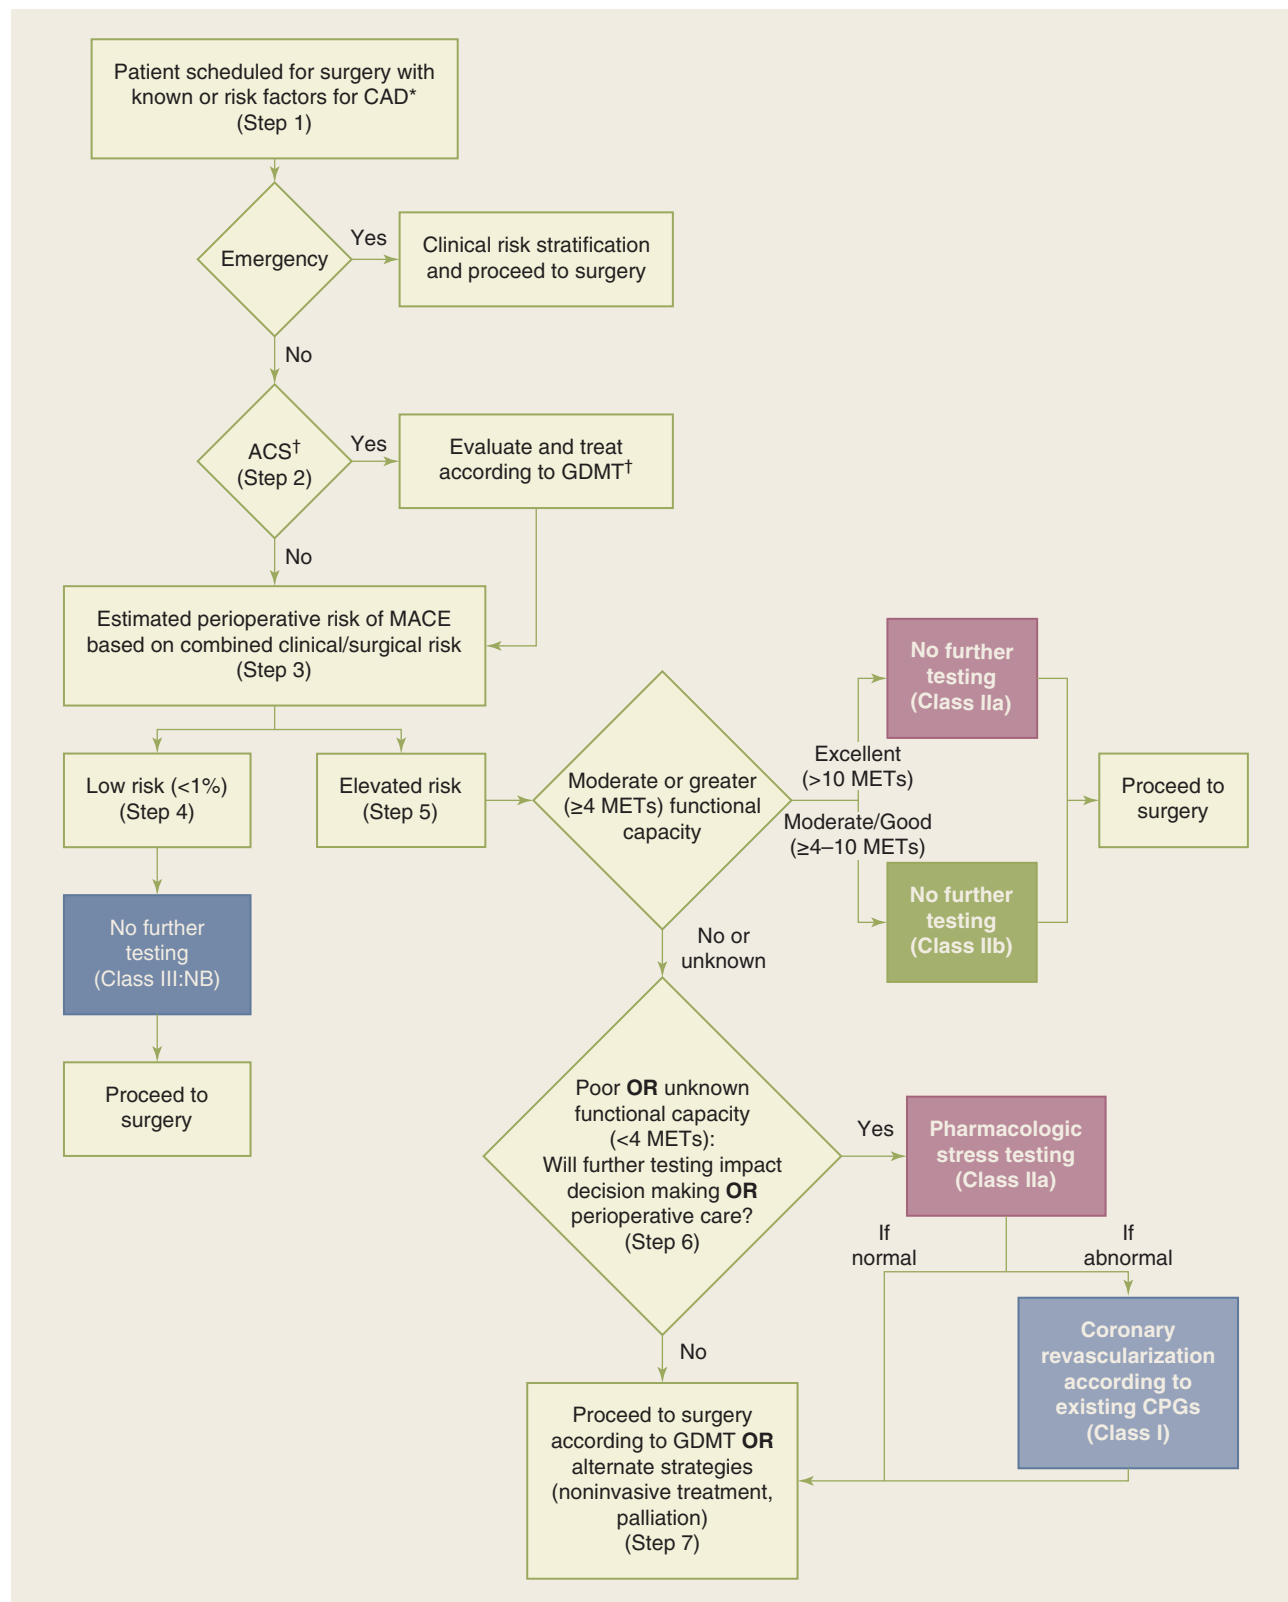 Patient scheduled for surgery with
known or risk factors for CAD*
(Step 1)
Emergency
Yes
Clinical risk stratification
and proceed to surgery
No
ACS†
(Step 2)
Yes
Evaluate and treat
according to GDMT†
No
Estimated perioperative risk of MACE
based on combined clinical/surgical risk
(Step 3)
Low risk (<1%)
(Step 4)
Elevated risk
(Step 5)
Moderate or greater
(≥4 METs) functional
capacity
Excellent
(>10 METs)
Moderate/Good
(≥4–10 METs)
No further
testing
(Class IIa)
No further
testing
(Class IIb)
Proceed to
surgery
No further
testing
(Class III:NB)
Proceed to
surgery
No or
unknown
Poor OR unknown
functional capacity
(<4 METs):
Will further testing impact
decision making OR
perioperative care?
(Step 6)
Yes
Pharmacologic
stress testing
(Class IIa)
If
normal
If
abnormal
Coronary
revascularization
according to
existing CPGs
(Class I)
No
Proceed to surgery
according to GDMT OR
alternate strategies
(noninvasive treatment,
palliation)
(Step 7)